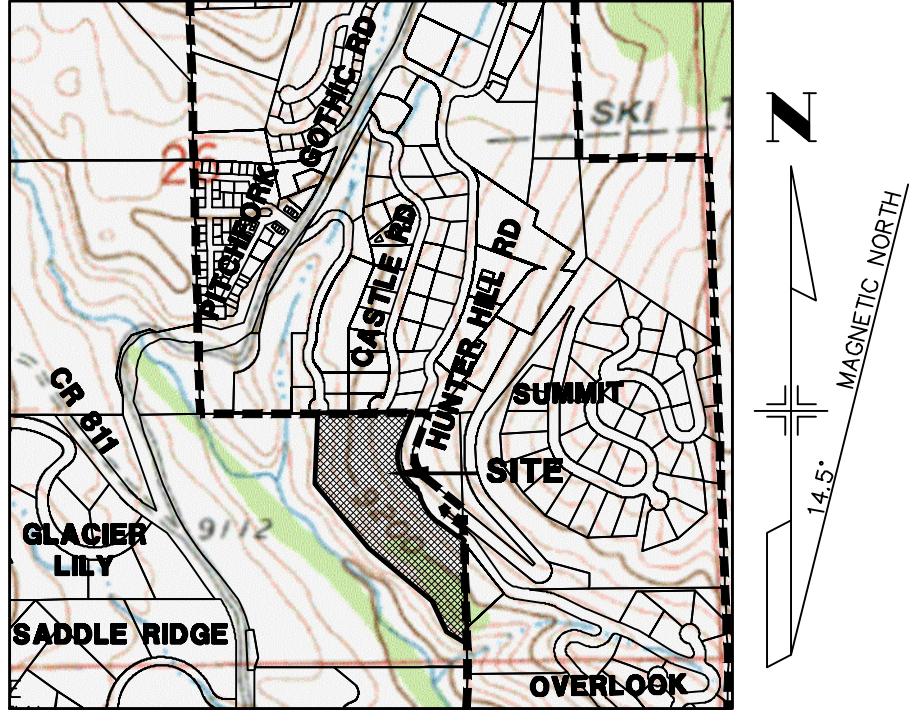 GOTHIC RD
SKI
N
26
PITCHFORK
CASTLE RD
HUNTER HILL RD
MAGNETIC NORTH
14.5°
CR 811
SUMMIT
SITE
9112
GLACIER
LILY
SADDLE RIDGE
OVERLOOK